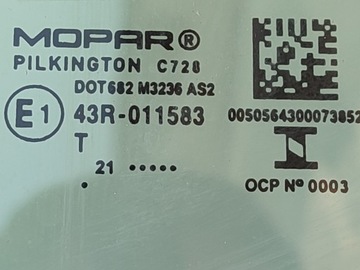 MOPAR®
PILKINGTON C728
DOT682 M3236 AS2
E1 43R-011583
0050564300073852
T
21 •••••
•
OCP Nº 0003